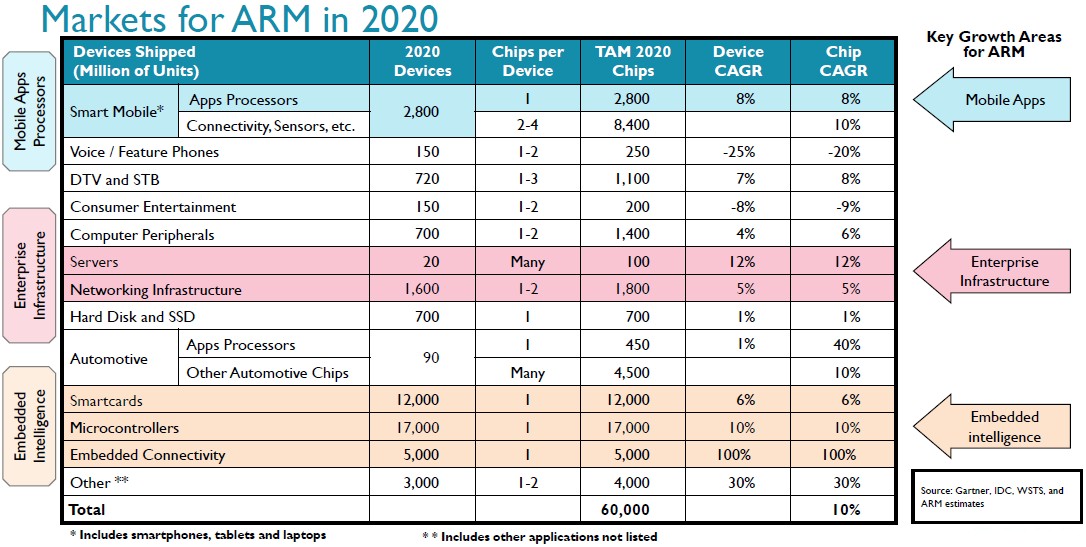 Markets for ARM in 2020
Key Growth Areas
for ARM
Devices Shipped
(Million of Units)
2020
Devices
Chips per
Device
TAM 2020
Chips
Device
CAGR
Chip
CAGR
Mobile Apps
Processors
Smart Mobile* Apps Processors 2,800 1 2,800 8% 8%
Mobile Apps
Connectivity, Sensors, etc. 2-4 8,400 10%
Voice / Feature Phones 150 1-2 250 -25% -20%
DTV and STB 720 1-3 1,100 7% 8%
Consumer Entertainment 150 1-2 200 -8% -9%
Computer Peripherals 700 1-2 1,400 4% 6%
Enterprise
Infrastructure
Servers 20 Many 100 12% 12%
Networking Infrastructure 1,600 1-2 1,800 5% 5%
Enterprise
Infrastructure
Hard Disk and SSD 700 1 700 1% 1%
Automotive Apps Processors 90 1 450 1% 40%
Other Automotive Chips Many 4,500 10%
Embedded
Intelligence
Smartcards 12,000 1 12,000 6% 6%
Microcontrollers 17,000 1 17,000 10% 10%
Embedded Connectivity 5,000 1 5,000 100% 100%
Embedded
intelligence
Other ** 3,000 1-2 4,000 30% 30%
Total 60,000 10%
Source: Gartner, IDC, WSTS, and
ARM estimates
* Includes smartphones, tablets and laptops
* * Includes other applications not listed